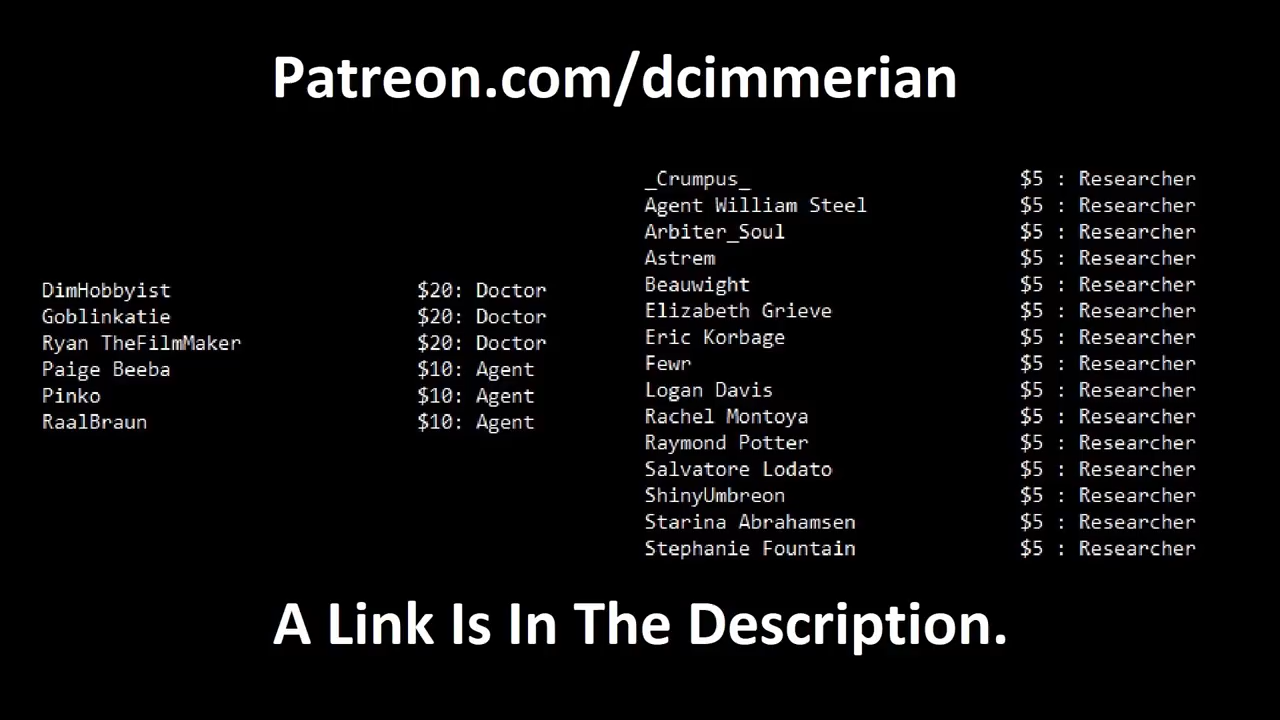 Patreon.com/dcimmerian
DimHobbyist $20: Doctor
Goblinkatie $20: Doctor
Ryan TheFilmMaker $20: Doctor
Paige Beeba $10: Agent
Pinko $10: Agent
RaalBraun $10: Agent
_Crumpus_ $5 : Researcher
Agent William Steel $5 : Researcher
Arbiter_Soul $5 : Researcher
Astrem $5 : Researcher
Beauwight $5 : Researcher
Elizabeth Grieve $5 : Researcher
Eric Korbage $5 : Researcher
Fewr $5 : Researcher
Logan Davis $5 : Researcher
Rachel Montoya $5 : Researcher
Raymond Potter $5 : Researcher
Salvatore Lodato $5 : Researcher
ShinyUmbreon $5 : Researcher
Starina Abrahamsen $5 : Researcher
Stephanie Fountain $5 : Researcher
A Link Is In The Description.